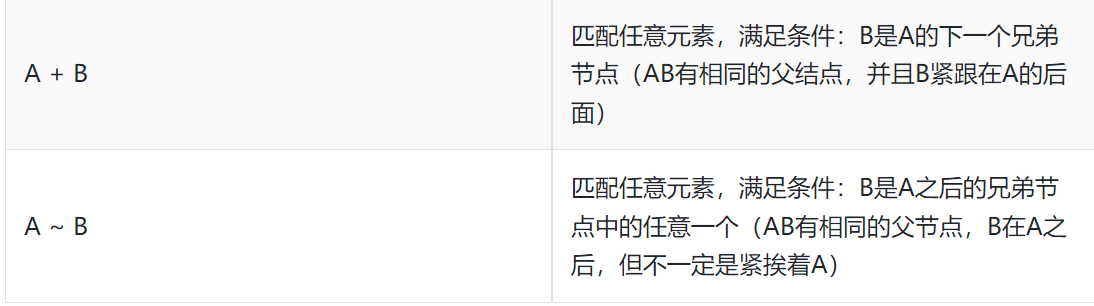 A + B
匹配任意元素，满足条件：B是A的下一个兄弟
节点（AB有相同的父结点，并且B紧跟在A的后
面）
A ~ B
匹配任意元素，满足条件：B是A之后的兄弟节
点中的任意一个（AB有相同的父节点，B在A之
后，但不一定是紧挨着A）